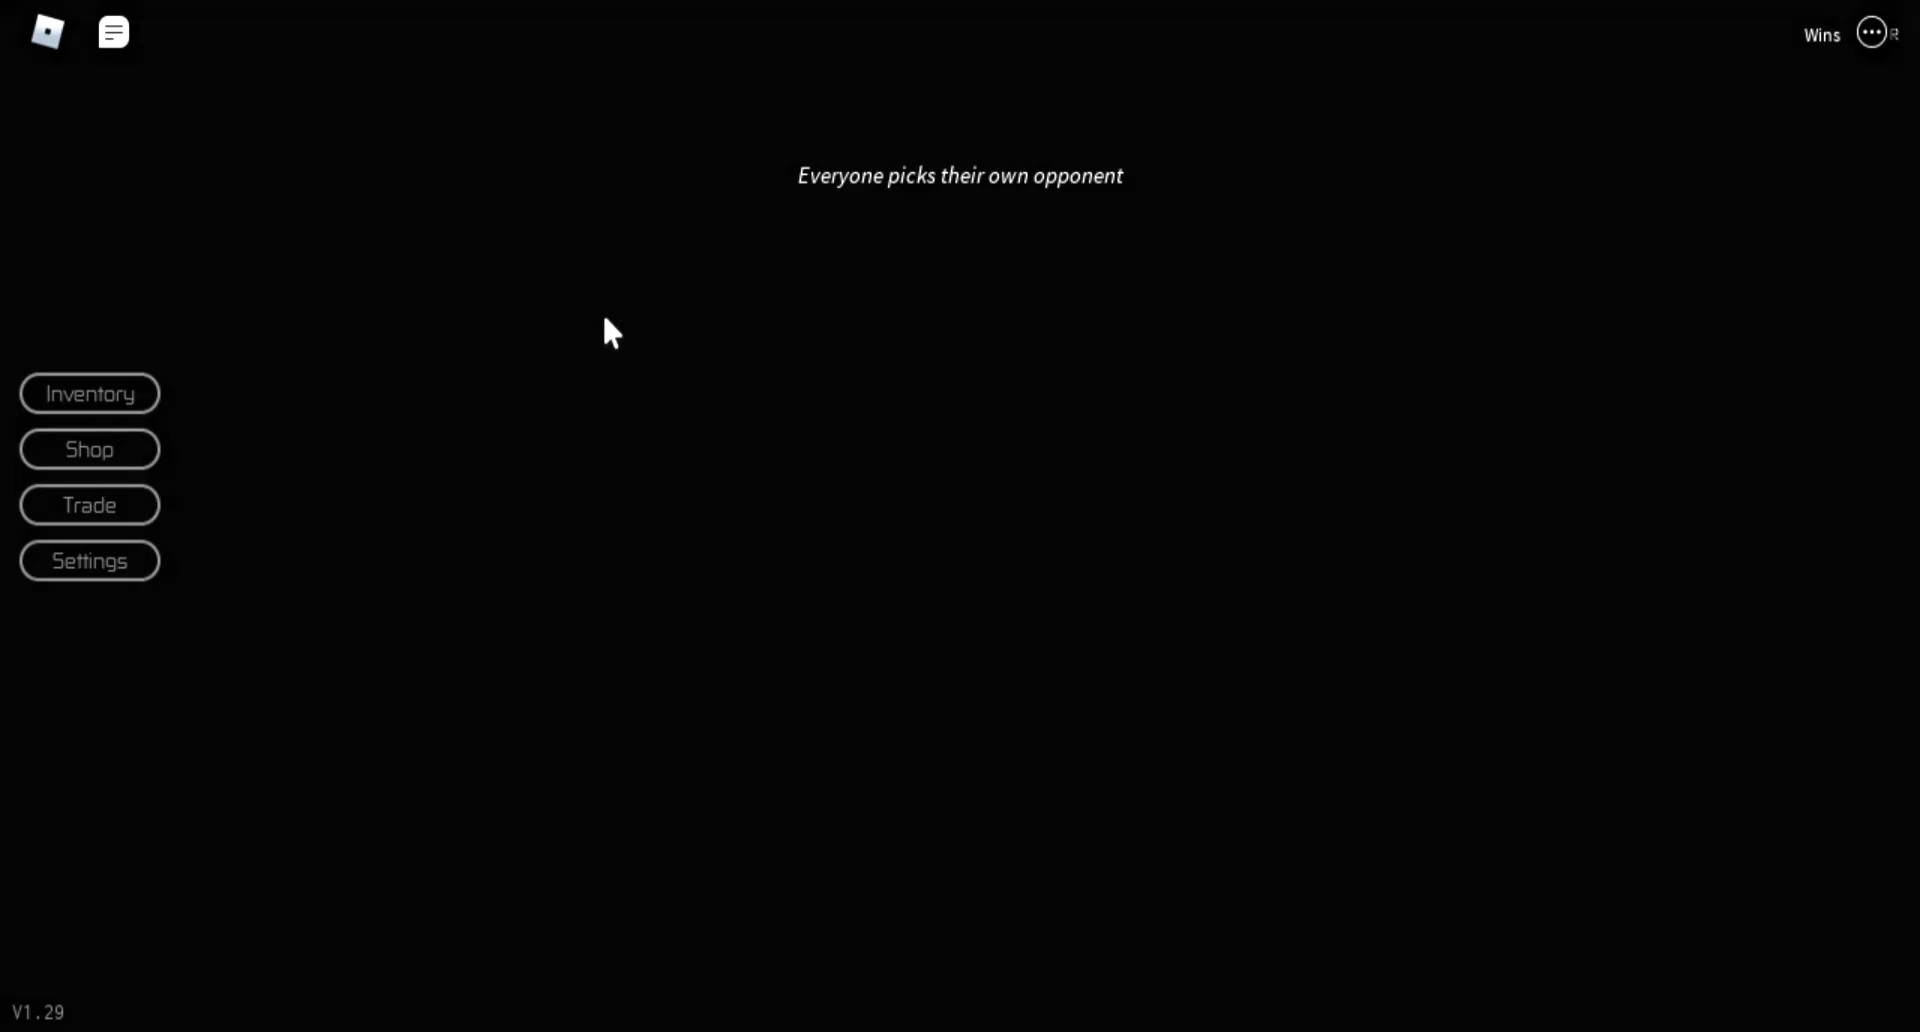 Wins R
Everyone picks their own opponent
Inventory
Shop
Trade
Settings
V1.29